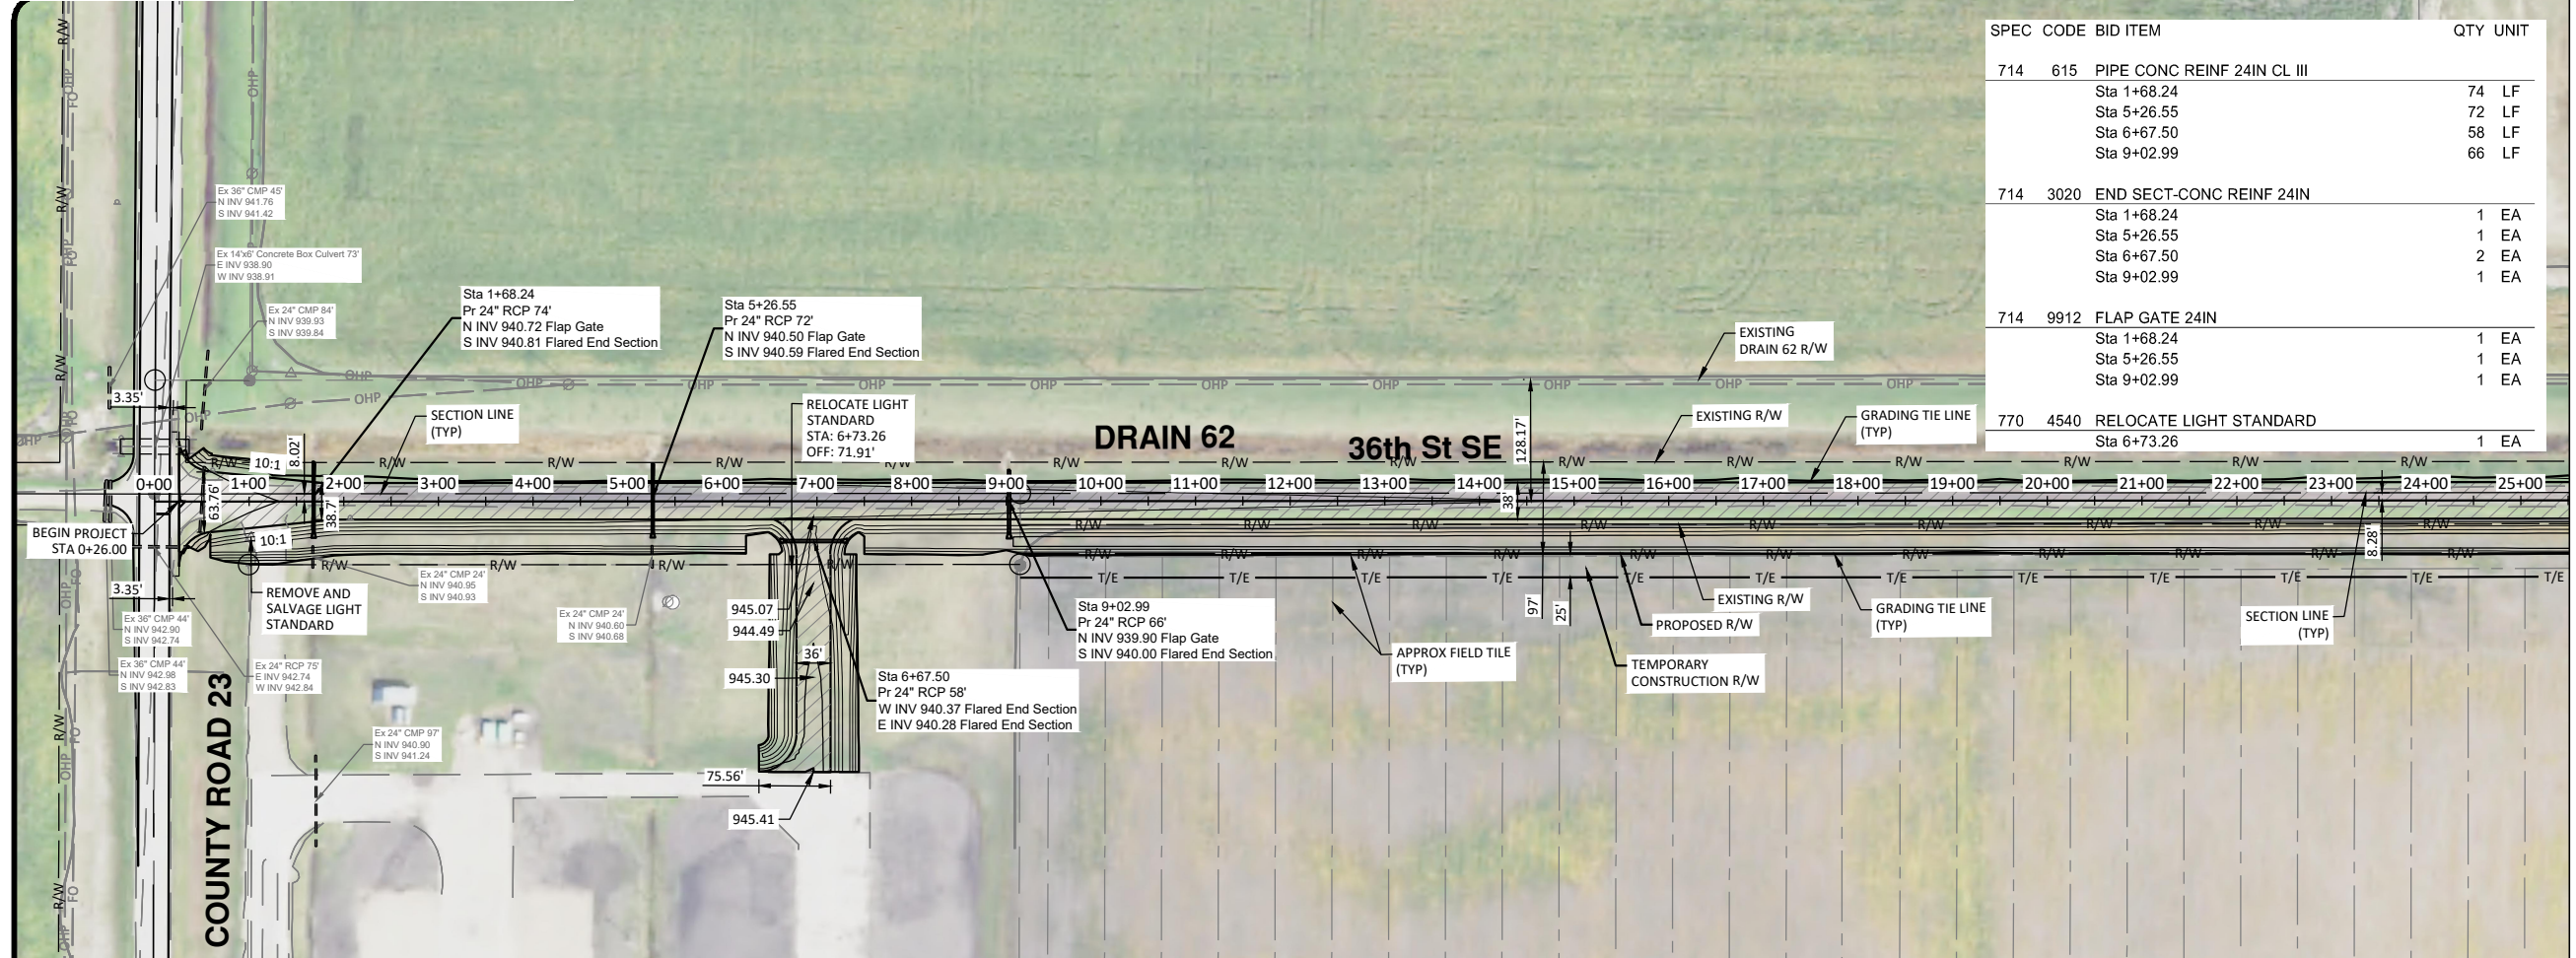 SPEC CODE BID ITEM QTY UNIT
714 615 PIPE CONC REINF 24IN CL III
Sta 1+68.24 74 LF
Sta 5+26.55 72 LF
Sta 6+67.50 58 LF
Sta 9+02.99 66 LF
714 3020 END SECT-CONC REINF 24IN
Sta 1+68.24 1 EA
Sta 5+26.55 1 EA
Sta 6+67.50 2 EA
Sta 9+02.99 1 EA
714 9912 FLAP GATE 24IN
Sta 1+68.24 1 EA
Sta 5+26.55 1 EA
Sta 9+02.99 1 EA
770 4540 RELOCATE LIGHT STANDARD
Sta 6+73.26 1 EA
Ex 36" CMP 45'
N INV 941.76
S INV 941.42
Ex 14'x6' Concrete Box Culvert 73'
E INV 938.90
W INV 938.91
Ex 24" CMP 84'
N INV 939.93
S INV 939.84
Sta 1+68.24
Pr 24" RCP 74'
N INV 940.72 Flap Gate
S INV 940.81 Flared End Section
Sta 5+26.55
Pr 24" RCP 72'
N INV 940.50 Flap Gate
S INV 940.59 Flared End Section
EXISTING
DRAIN 62 R/W
OHP OHP OHP OHP OHP OHP OHP OHP OHP OHP
OHP
3.35'
SECTION LINE
(TYP)
RELOCATE LIGHT
STANDARD
STA: 6+73.26
OFF: 71.91'
DRAIN 62
36th St SE
128.17'
EXISTING R/W
GRADING TIE LINE
(TYP)
8.02'
10:1
R/W R/W R/W R/W R/W R/W R/W R/W R/W R/W R/W R/W R/W R/W
0+00 1+00 2+00 3+00 4+00 5+00 6+00 7+00 8+00 9+00 10+00 11+00 12+00 13+00 14+00 15+00 16+00 17+00 18+00 19+00 20+00 21+00 22+00 23+00 24+00 25+00
63.76'
38.7'
38'
BEGIN PROJECT
STA 0+26.00
10:1
R/W R/W R/W R/W R/W R/W R/W R/W R/W
8.28'
R/W R/W R/W R/W R/W R/W R/W R/W R/W
R/W R/W R/W R/W
T/E T/E T/E T/E T/E T/E T/E T/E T/E T/E T/E T/E
3.35'
REMOVE AND
SALVAGE LIGHT
STANDARD
Ex 24" CMP 24'
N INV 940.95
S INV 940.93
Ex 24" CMP 24'
N INV 940.60
S INV 940.68
945.07
944.49
36'
945.30
Sta 9+02.99
Pr 24" RCP 66'
N INV 939.90 Flap Gate
S INV 940.00 Flared End Section
97'
25'
EXISTING R/W
PROPOSED R/W
GRADING TIE LINE
(TYP)
SECTION LINE
(TYP)
APPROX FIELD TILE
(TYP)
TEMPORARY
CONSTRUCTION R/W
Ex 36" CMP 44'
N INV 942.90
S INV 942.74
Ex 36" CMP 44'
N INV 942.98
S INV 942.83
Ex 24" RCP 75'
E INV 942.74
W INV 942.84
Sta 6+67.50
Pr 24" RCP 58'
W INV 940.37 Flared End Section
E INV 940.28 Flared End Section
Ex 24" CMP 97'
N INV 940.90
S INV 941.24
75.56'
945.41
COUNTY ROAD 23
R/W R/W R/W R/W R/W
FO FO FO FO FO
OHP OHP OHP OHP OHP